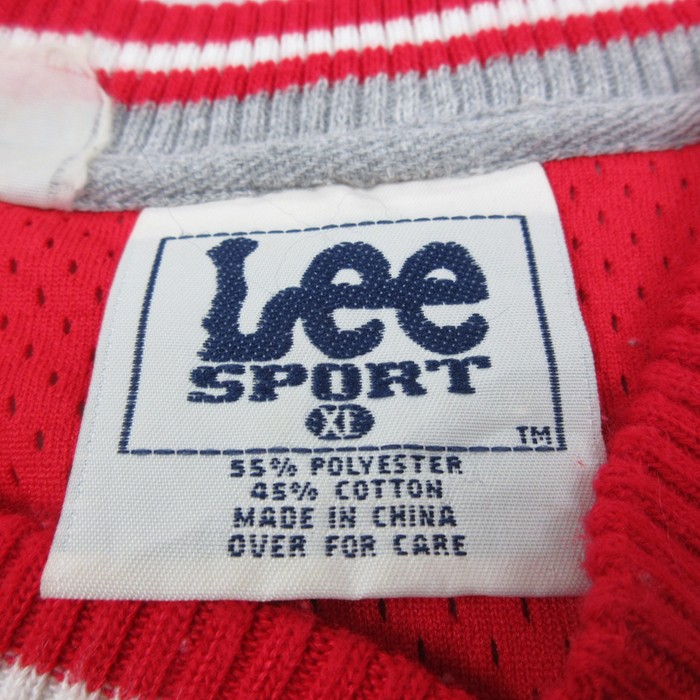 Lee
SPORT
XL
TM
55% POLYESTER
45% COTTON
MADE IN CHINA
OVER FOR CARE